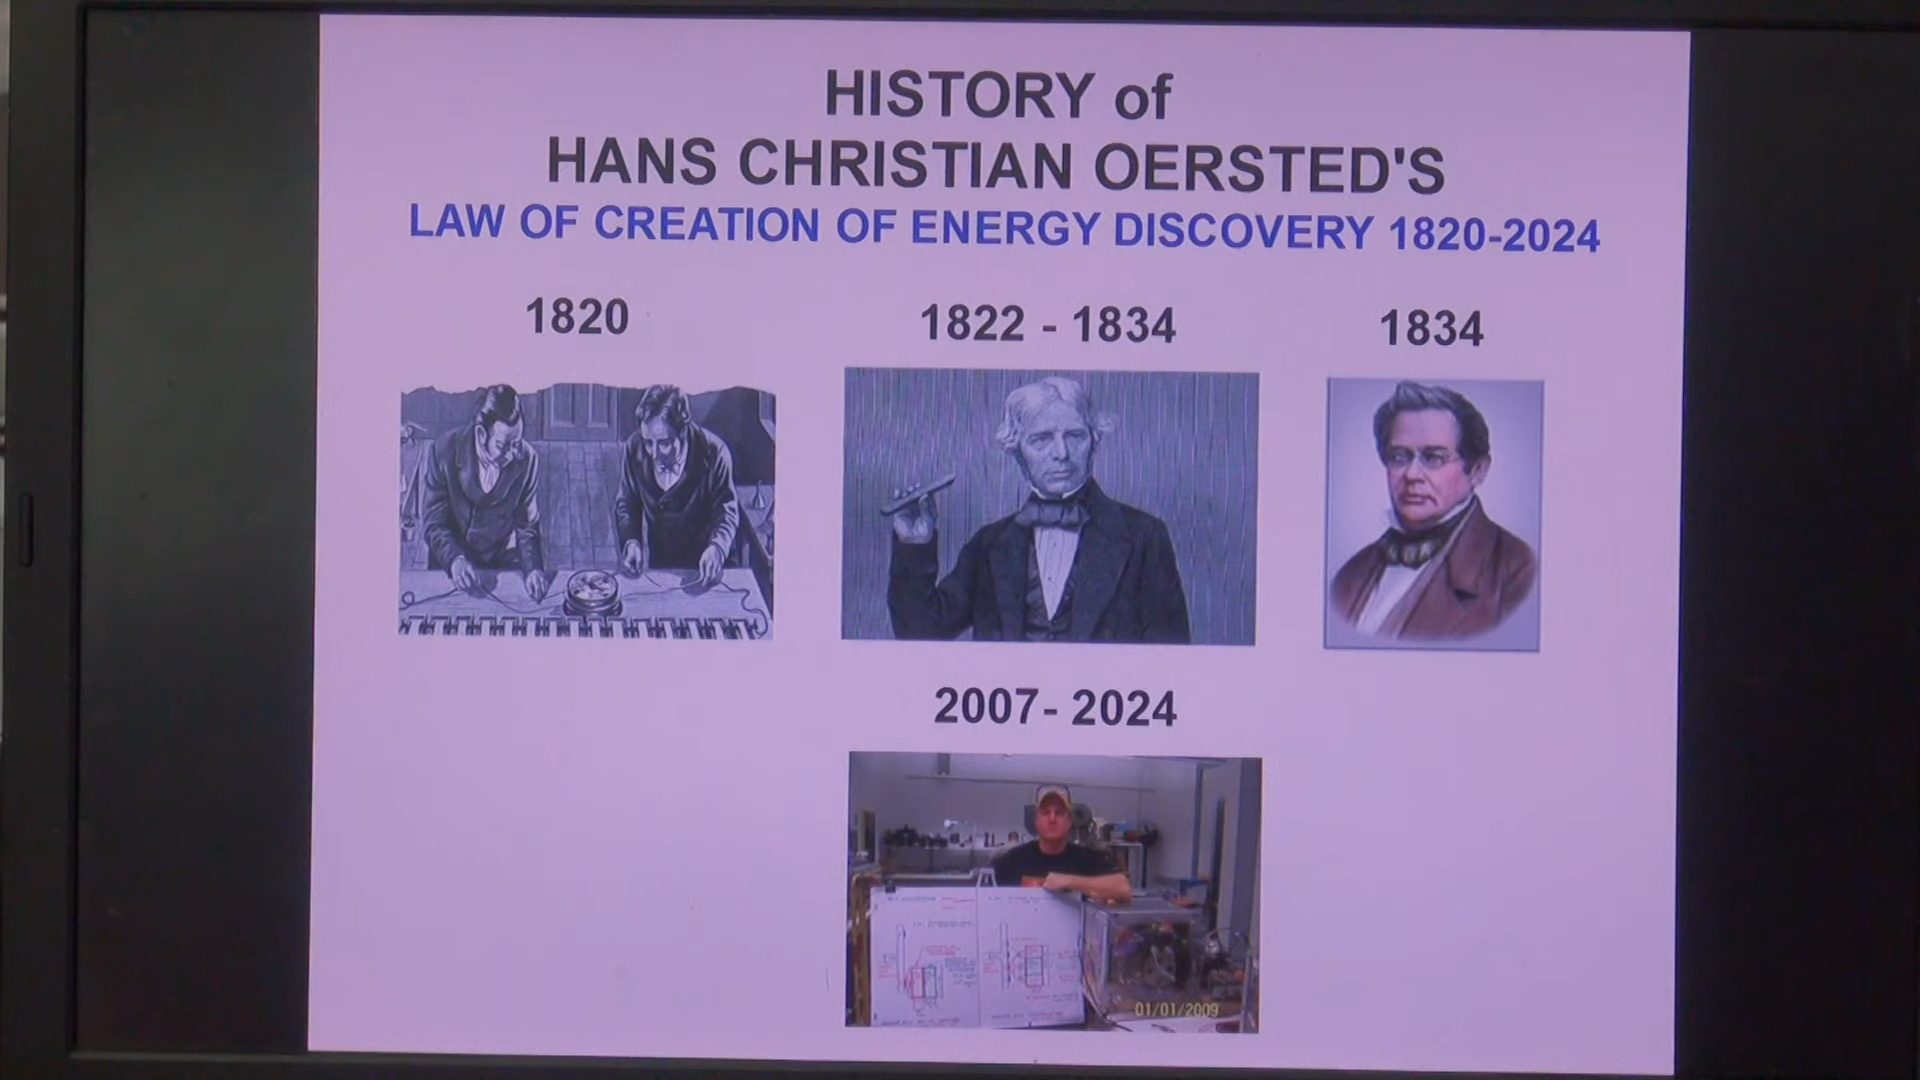 HISTORY of
HANS CHRISTIAN OERSTED'S
LAW OF CREATION OF ENERGY DISCOVERY 1820-2024
1820
1822 - 1834
1834
2007- 2024
01/01/2009